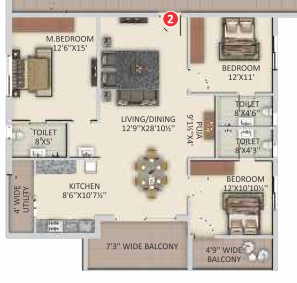 2
M.BEDROOM
12'6"X15'
BEDROOM
12'X11'
TOILET
8'X4'6"
LIVING/DINING
12'9"X28'10½"
PUJA
9'1½"X4'
TOILET
8'X5'
TOILET
8'X4'3"
KITCHEN
8'6"X10'7½"
4' WIDE
UTILITY
BEDROOM
12'X10'10½"
7'3" WIDE BALCONY
4'9" WIDE
BALCONY